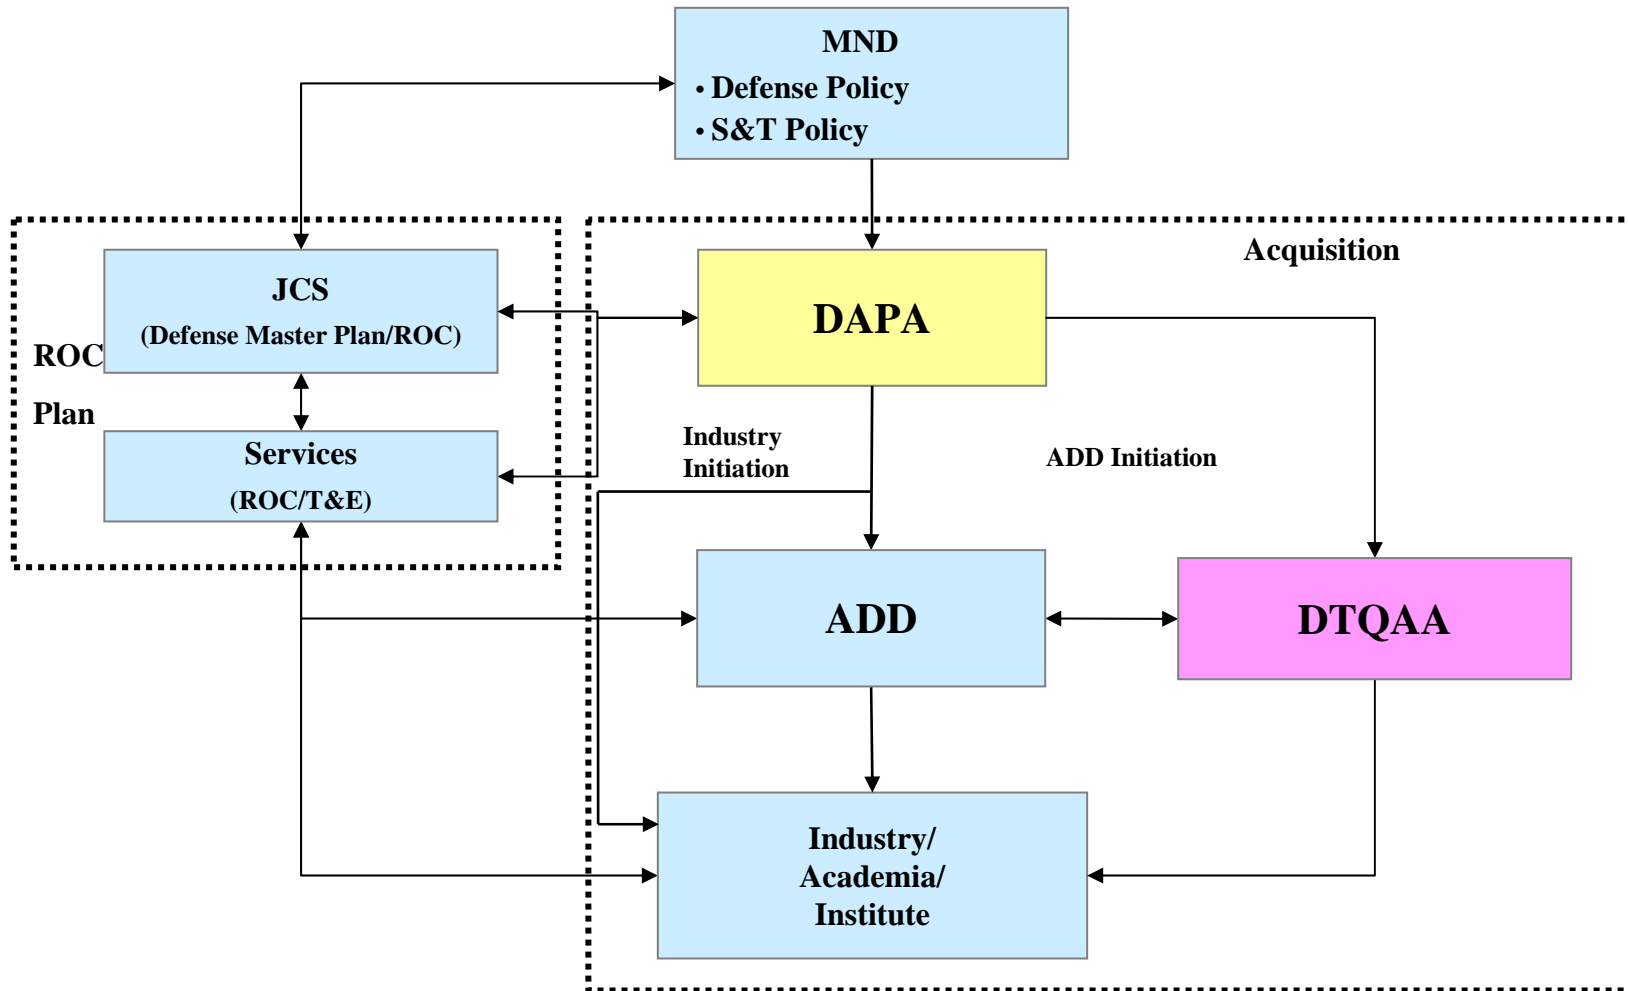 MND
• Defense Policy
• S&T Policy
Acquisition
JCS
(Defense Master Plan/ROC)
ROC
Plan
Services
(ROC/T&E)
DAPA
Industry
Initiation
ADD Initiation
ADD
DTQAA
Industry/
Academia/
Institute